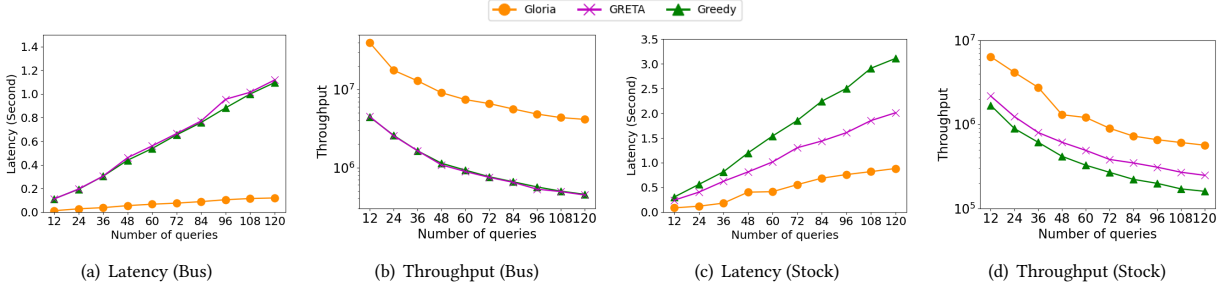 Gloria GRETA Greedy
1.4
1.2
1.0
0.8
0.6
0.4
0.2
0.0
Latency (Second)
12 24 36 48 60 72 84 96 108 120
Number of queries
(a) Latency (Bus)
10^7
10^6
Throughput
12 24 36 48 60 72 84 96 108 120
Number of queries
(b) Throughput (Bus)
3.5
3.0
2.5
2.0
1.5
1.0
0.5
0.0
Latency (Second)
12 24 36 48 60 72 84 96 108 120
Number of queries
(c) Latency (Stock)
10^7
10^6
10^5
Throughput
12 24 36 48 60 72 84 96 108 120
Number of queries
(d) Throughput (Stock)